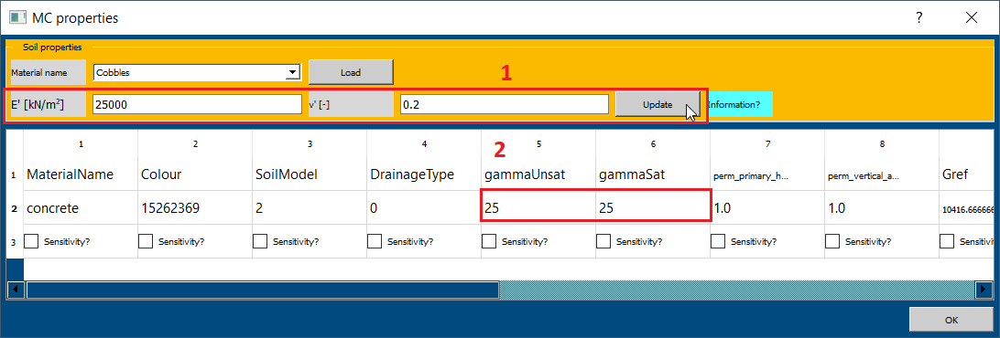 MC properties
?
Soil properties
Material name Cobbles Load
1
E' [kN/m²] 25000 v' [-] 0.2 Update Information?
2
1 2 3 4 5 6 7 8
1 MaterialName Colour SoilModel DrainageType gammaUnsat gammaSat perm_primary_h... perm_vertical_a... Gref
2 concrete 15262369 2 0 25 25 1.0 1.0 10416.666666
3 Sensitivity? Sensitivity? Sensitivity? Sensitivity? Sensitivity? Sensitivity? Sensitivity? Sensitivity? Sensitivi
OK